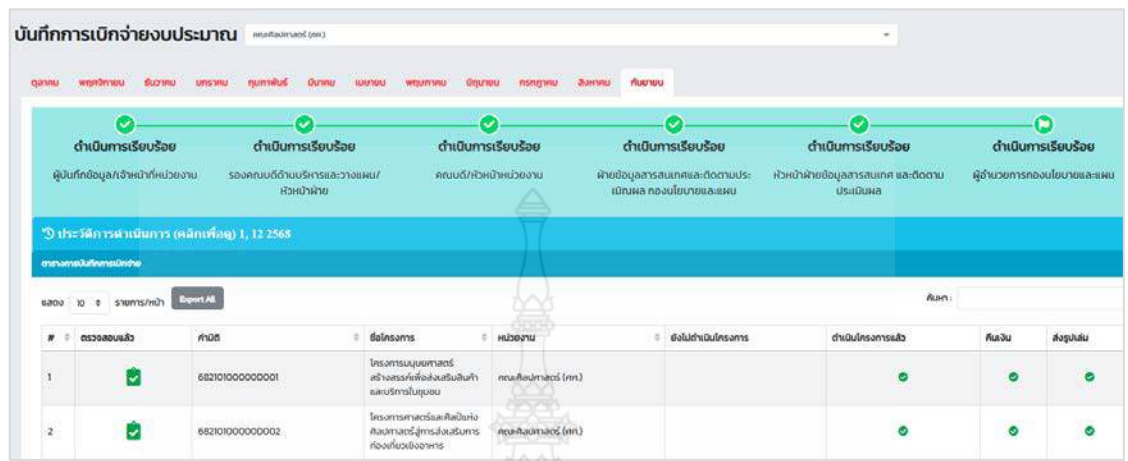 บันทึกการเบิกจ่ายงบประมาณ คณะศิลปศาสตร์ (ศศ.)
ตุลาคม พฤศจิกายน ธันวาคม มกราคม กุมภาพันธ์ มีนาคม เมษายน พฤษภาคม มิถุนายน กรกฎาคม สิงหาคม กันยายน
ดำเนินการเรียบร้อย ดำเนินการเรียบร้อย ดำเนินการเรียบร้อย ดำเนินการเรียบร้อย ดำเนินการเรียบร้อย ดำเนินการเรียบร้อย
ผู้บันทึกข้อมูล/เจ้าหน้าที่หน่วยงาน รองคณบดีด้านบริหารและวางแผน/ คณบดี/หัวหน้าหน่วยงาน ฝ่ายข้อมูลสารสนเทศและติดตามประ- หัวหน้าฝ่ายข้อมูลสารสนเทศ และติดตาม ผู้อำนวยการกองนโยบายและแผน
หัวหน้าฝ่าย เมินผล กองนโยบายและแผน ประเมินผล
ประวัติการดำเนินการ (คลิกเพื่อดู) 1, 12 2568
ตารางการบันทึกการเบิกจ่าย
แสดง 10 รายการ/หน้า Export All ค้นหา :
# ตรวจสอบแล้ว ค่ามิติ ชื่อโครงการ หน่วยงาน ยังไม่ดำเนินโครงการ ดำเนินโครงการแล้ว คืนเงิน ส่งรูปเล่ม
โครงการมนุษยศาสตร์
1 682101000000001 สร้างสรรค์เพื่อส่งเสริมสินค้า คณะศิลปศาสตร์ (ศศ.)
และบริการในชุมชน
โครงการศาสตร์และศิลป์แห่ง
2 682101000000002 ศิลปศาสตร์สู่การส่งเสริมการ คณะศิลปศาสตร์ (ศศ.)
ท่องเที่ยวเชิงอาหาร